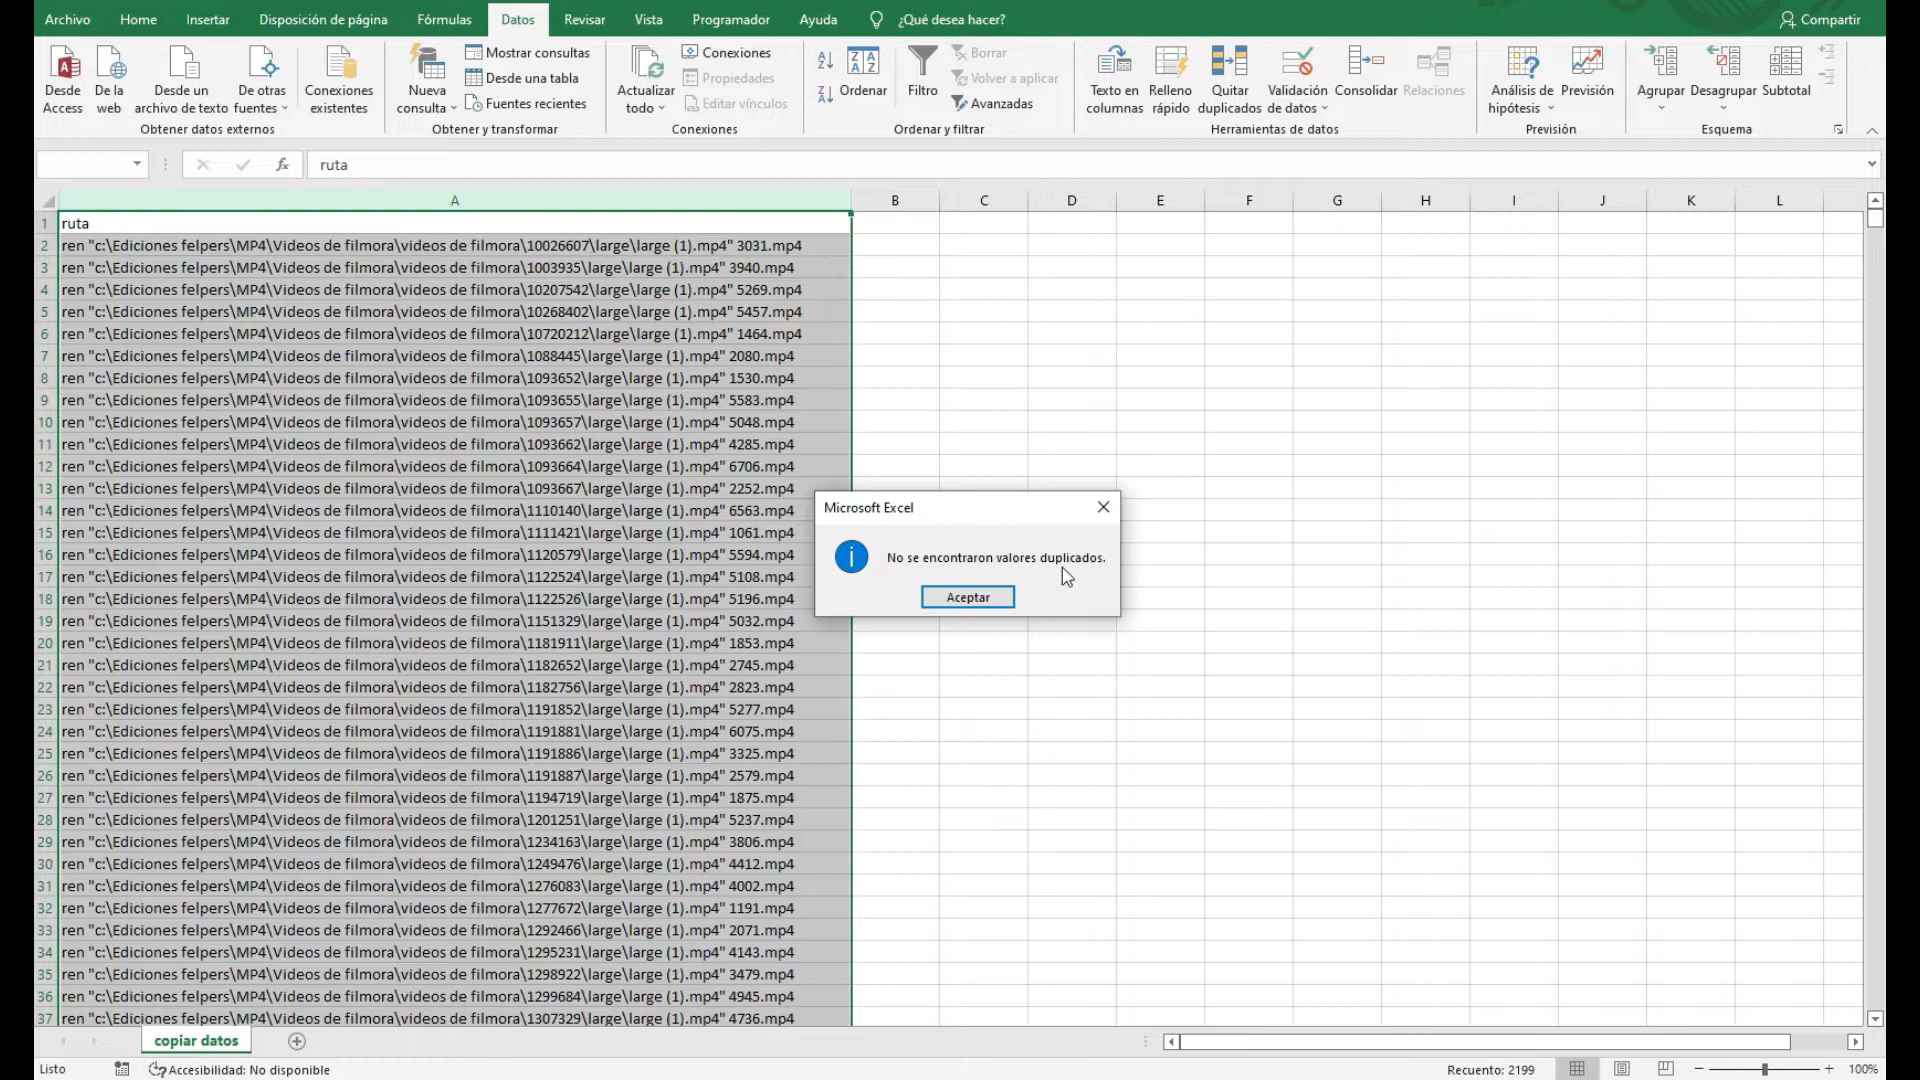 Archivo Home Insertar Disposición de página Fórmulas Datos Revisar Vista Programador Ayuda ¿Qué desea hacer? Compartir
Desde Access
De la web
Desde un archivo de texto
De otras fuentes
Conexiones existentes
Obtener datos externos
Nueva consulta
Mostrar consultas
Desde una tabla
Fuentes recientes
Obtener y transformar
Actualizar todo
Conexiones
Propiedades
Editar vínculos
Conexiones
Ordenar
Filtro
Borrar
Volver a aplicar
Avanzadas
Ordenar y filtrar
Texto en columnas
Relleno rápido
Quitar duplicados
Validación de datos
Consolidar
Relaciones
Herramientas de datos
Análisis de hipótesis
Previsión
Previsión
Agrupar
Desagrupar
Subtotal
Esquema
fx ruta
A B C D E F G H I J K L
1 ruta
2 ren "c:\Ediciones felpers\MP4\Videos de filmora\videos de filmora\10026607\large\large (1).mp4" 3031.mp4
3 ren "c:\Ediciones felpers\MP4\Videos de filmora\videos de filmora\1003935\large\large (1).mp4" 3940.mp4
4 ren "c:\Ediciones felpers\MP4\Videos de filmora\videos de filmora\10207542\large\large (1).mp4" 5269.mp4
5 ren "c:\Ediciones felpers\MP4\Videos de filmora\videos de filmora\10268402\large\large (1).mp4" 5457.mp4
6 ren "c:\Ediciones felpers\MP4\Videos de filmora\videos de filmora\10720212\large\large (1).mp4" 1464.mp4
7 ren "c:\Ediciones felpers\MP4\Videos de filmora\videos de filmora\1088445\large\large (1).mp4" 2080.mp4
8 ren "c:\Ediciones felpers\MP4\Videos de filmora\videos de filmora\1093652\large\large (1).mp4" 1530.mp4
9 ren "c:\Ediciones felpers\MP4\Videos de filmora\videos de filmora\1093655\large\large (1).mp4" 5583.mp4
10 ren "c:\Ediciones felpers\MP4\Videos de filmora\videos de filmora\1093657\large\large (1).mp4" 5048.mp4
11 ren "c:\Ediciones felpers\MP4\Videos de filmora\videos de filmora\1093662\large\large (1).mp4" 4285.mp4
12 ren "c:\Ediciones felpers\MP4\Videos de filmora\videos de filmora\1093664\large\large (1).mp4" 6706.mp4
13 ren "c:\Ediciones felpers\MP4\Videos de filmora\videos de filmora\1093667\large\large (1).mp4" 2252.mp4
14 ren "c:\Ediciones felpers\MP4\Videos de filmora\videos de filmora\1110140\large\large (1).mp4" 6563.mp4
15 ren "c:\Ediciones felpers\MP4\Videos de filmora\videos de filmora\1111421\large\large (1).mp4" 1061.mp4
16 ren "c:\Ediciones felpers\MP4\Videos de filmora\videos de filmora\1120579\large\large (1).mp4" 5594.mp4
17 ren "c:\Ediciones felpers\MP4\Videos de filmora\videos de filmora\1122524\large\large (1).mp4" 5108.mp4
18 ren "c:\Ediciones felpers\MP4\Videos de filmora\videos de filmora\1122526\large\large (1).mp4" 5196.mp4
19 ren "c:\Ediciones felpers\MP4\Videos de filmora\videos de filmora\1151329\large\large (1).mp4" 5032.mp4
20 ren "c:\Ediciones felpers\MP4\Videos de filmora\videos de filmora\1181911\large\large (1).mp4" 1853.mp4
21 ren "c:\Ediciones felpers\MP4\Videos de filmora\videos de filmora\1182652\large\large (1).mp4" 2745.mp4
22 ren "c:\Ediciones felpers\MP4\Videos de filmora\videos de filmora\1182756\large\large (1).mp4" 2823.mp4
23 ren "c:\Ediciones felpers\MP4\Videos de filmora\videos de filmora\1191852\large\large (1).mp4" 5277.mp4
24 ren "c:\Ediciones felpers\MP4\Videos de filmora\videos de filmora\1191881\large\large (1).mp4" 6075.mp4
25 ren "c:\Ediciones felpers\MP4\Videos de filmora\videos de filmora\1191886\large\large (1).mp4" 3325.mp4
26 ren "c:\Ediciones felpers\MP4\Videos de filmora\videos de filmora\1191887\large\large (1).mp4" 2579.mp4
27 ren "c:\Ediciones felpers\MP4\Videos de filmora\videos de filmora\1194719\large\large (1).mp4" 1875.mp4
28 ren "c:\Ediciones felpers\MP4\Videos de filmora\videos de filmora\1201251\large\large (1).mp4" 5237.mp4
29 ren "c:\Ediciones felpers\MP4\Videos de filmora\videos de filmora\1234163\large\large (1).mp4" 3806.mp4
30 ren "c:\Ediciones felpers\MP4\Videos de filmora\videos de filmora\1249476\large\large (1).mp4" 4412.mp4
31 ren "c:\Ediciones felpers\MP4\Videos de filmora\videos de filmora\1276083\large\large (1).mp4" 4002.mp4
32 ren "c:\Ediciones felpers\MP4\Videos de filmora\videos de filmora\1277672\large\large (1).mp4" 1191.mp4
33 ren "c:\Ediciones felpers\MP4\Videos de filmora\videos de filmora\1292466\large\large (1).mp4" 2071.mp4
34 ren "c:\Ediciones felpers\MP4\Videos de filmora\videos de filmora\1295231\large\large (1).mp4" 4143.mp4
35 ren "c:\Ediciones felpers\MP4\Videos de filmora\videos de filmora\1298922\large\large (1).mp4" 3479.mp4
36 ren "c:\Ediciones felpers\MP4\Videos de filmora\videos de filmora\1299684\large\large (1).mp4" 4945.mp4
37 ren "c:\Ediciones felpers\MP4\Videos de filmora\videos de filmora\1307329\large\large (1).mp4" 4736.mp4
Microsoft Excel
No se encontraron valores duplicados.
Aceptar
copiar datos
Listo Accesibilidad: No disponible Recuento: 2199 100%